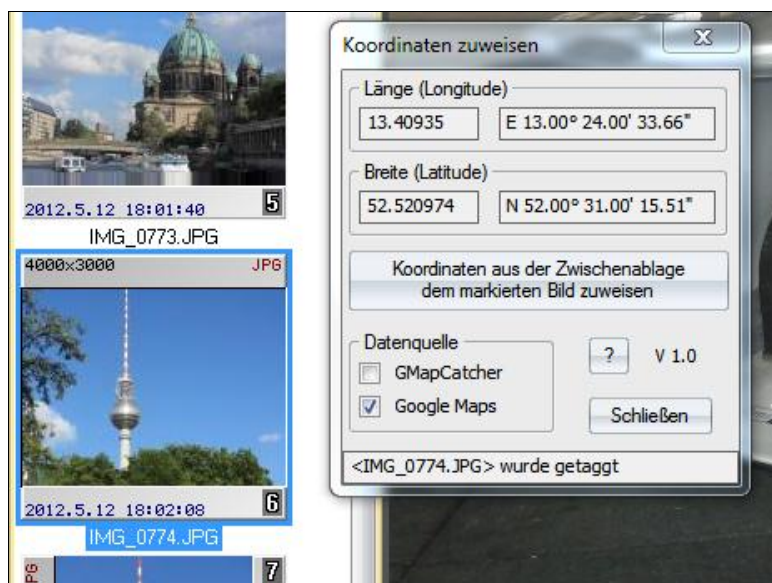 2012.5.12 18:01:40
5
IMG_0773.JPG
4000x3000
JPG
2012.5.12 18:02:08
6
IMG_0774.JPG
PG
7
Koordinaten zuweisen
X
Länge (Longitude)
13.40935
E 13.00° 24.00' 33.66"
Breite (Latitude)
52.520974
N 52.00° 31.00' 15.51"
Koordinaten aus der Zwischenablage
dem markierten Bild zuweisen
Datenquelle
GMapCatcher
Google Maps
?
V 1.0
Schließen
<IMG_0774.JPG> wurde getaggt